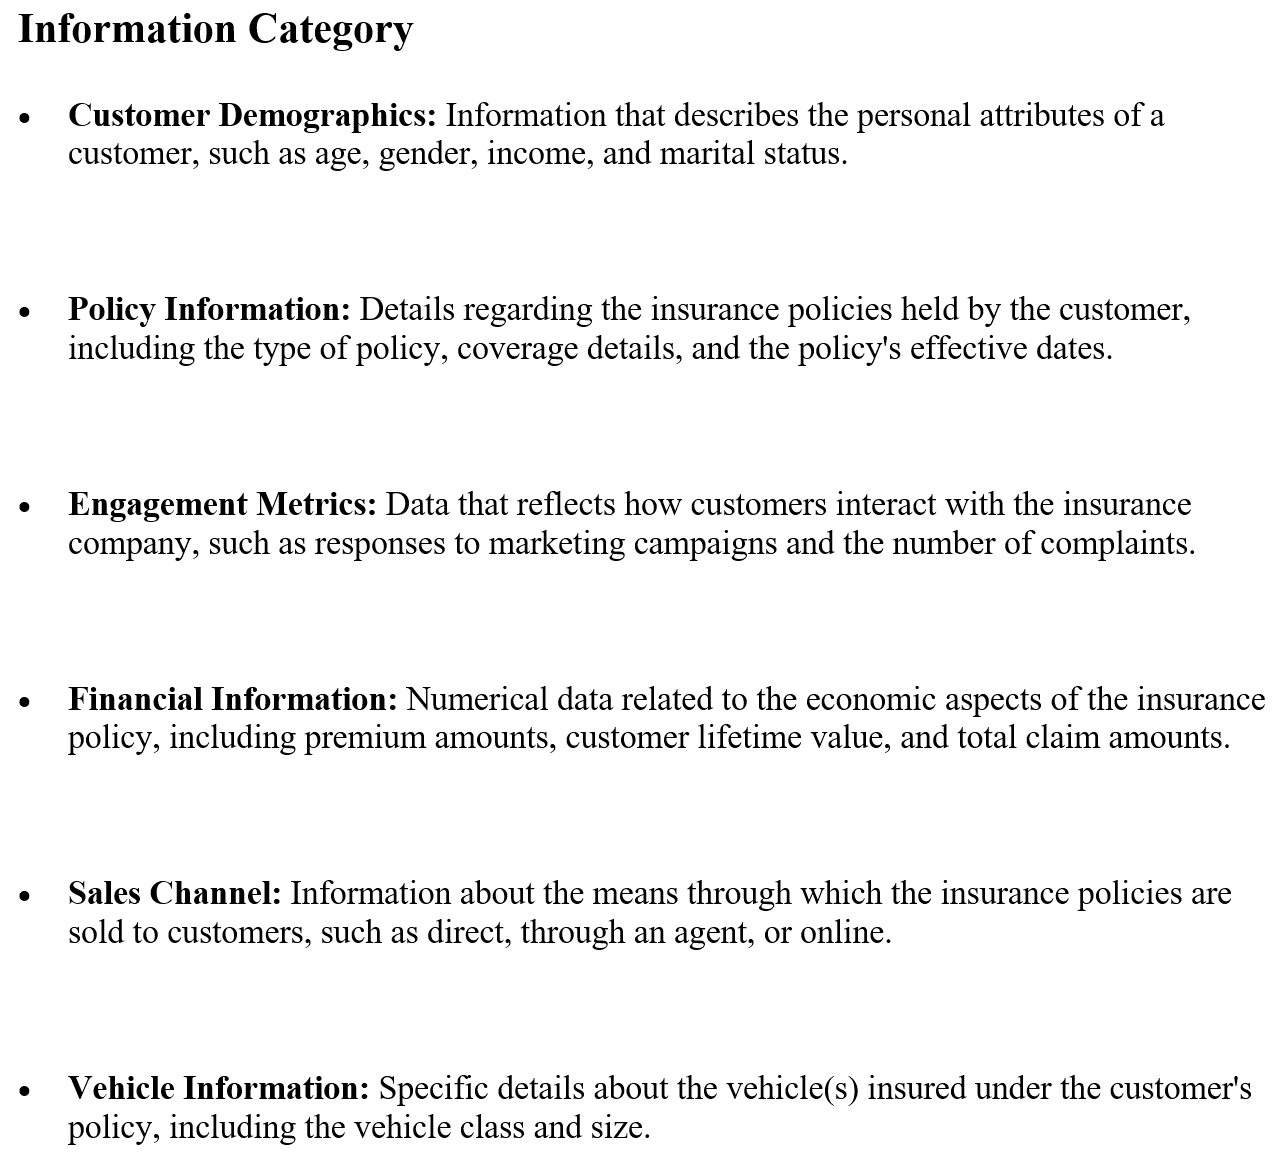 Information Category
• Customer Demographics: Information that describes the personal attributes of a
customer, such as age, gender, income, and marital status.
• Policy Information: Details regarding the insurance policies held by the customer,
including the type of policy, coverage details, and the policy's effective dates.
• Engagement Metrics: Data that reflects how customers interact with the insurance
company, such as responses to marketing campaigns and the number of complaints.
• Financial Information: Numerical data related to the economic aspects of the insurance
policy, including premium amounts, customer lifetime value, and total claim amounts.
• Sales Channel: Information about the means through which the insurance policies are
sold to customers, such as direct, through an agent, or online.
• Vehicle Information: Specific details about the vehicle(s) insured under the customer's
policy, including the vehicle class and size.